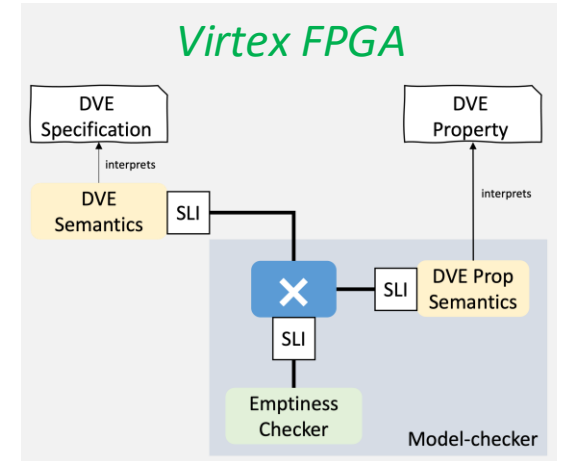 Virtex FPGA
DVE
Specification
DVE
Property
interprets
interprets
DVE
Semantics
SLI
SLI
DVE Prop
Semantics
SLI
Emptiness
Checker
Model-checker